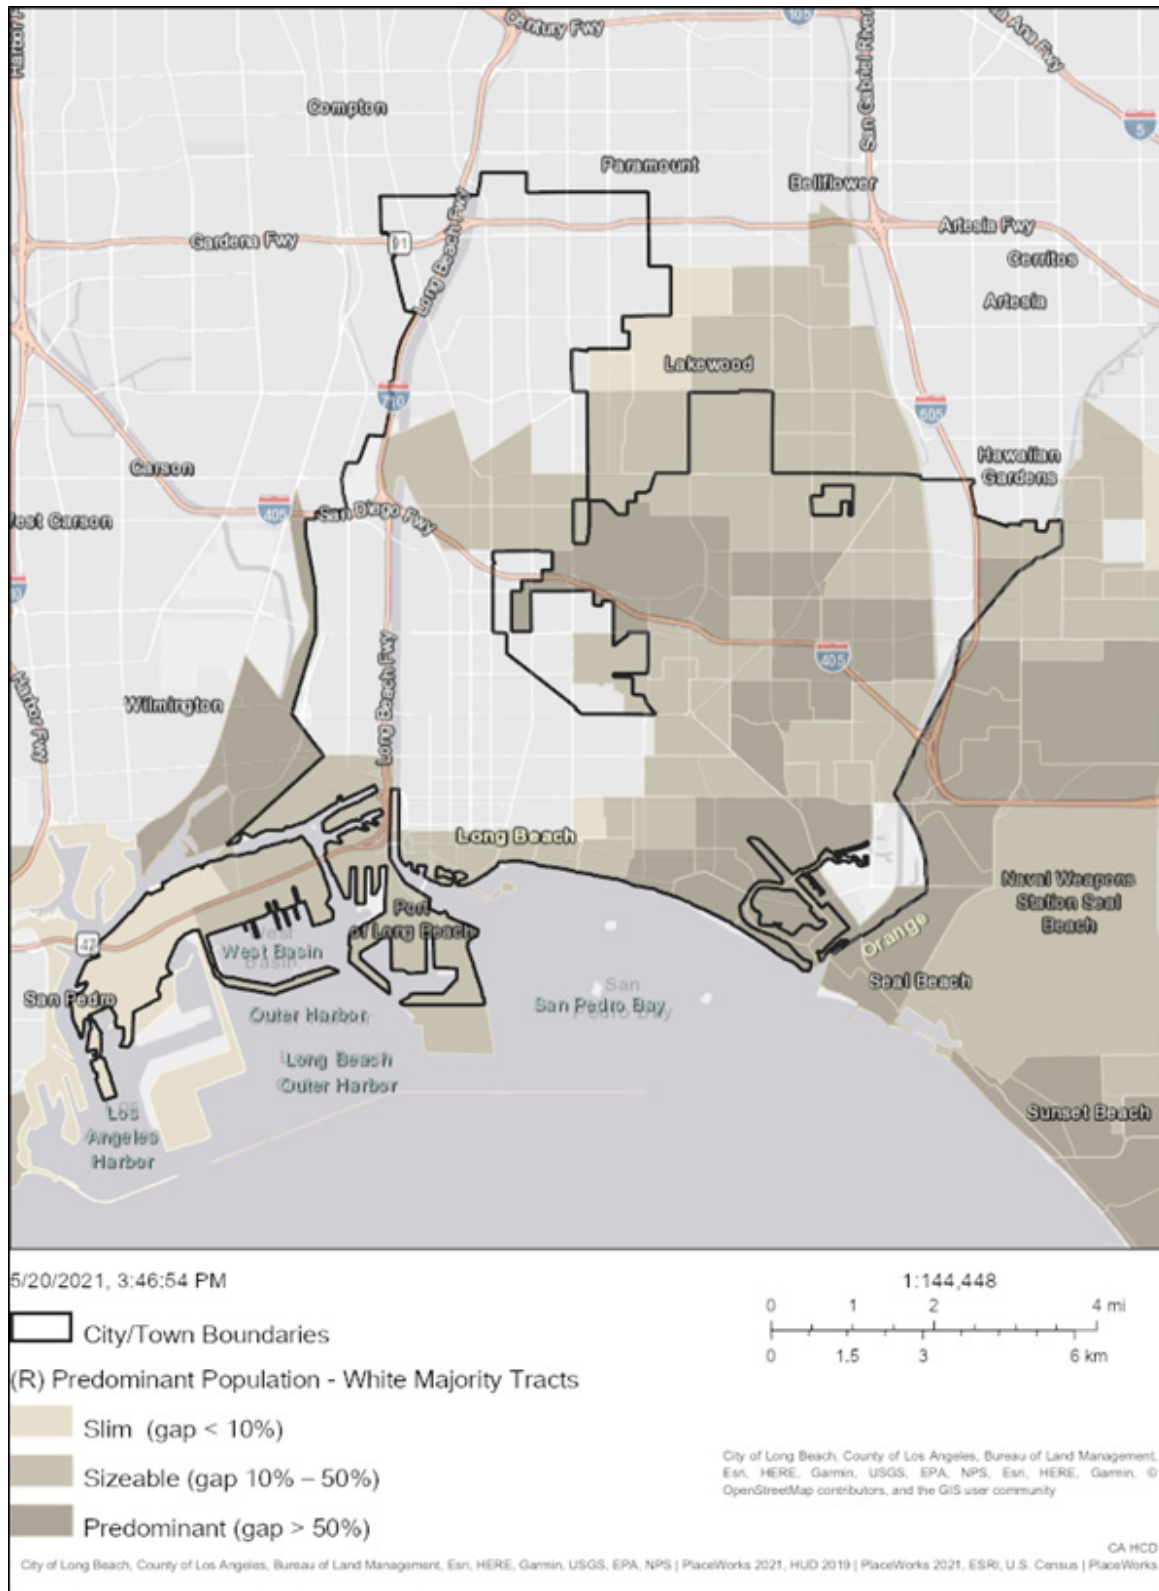 Harbor F
Century Fwy
105
San Gabriel River
a Ana Fwy
5
Compton
Paramount
Bellflower
Gardena Fwy
91
Long Beach Fwy
Artesia Fwy
Cerritos
Artesia
Lakewood
710
605
Carson
Hawaiian
Gardens
405
San Diego Fwy
est Carson
Long Beach Fwy
405
Harbor Fwy
Wilmington
Long Beach
Naval Weapons
Station Seal
Beach
Port
of Long Beach
47
West Basin
Orange
San Pedro
Seal Beach
San Pedro Bay
Outer Harbor
Long Beach
Outer Harbor
Los
Angeles
Harbor
Sunset Beach
5/20/2021, 3:46:54 PM
1:144,448
0 1 2 4 mi
0 1.5 3 6 km
City/Town Boundaries
(R) Predominant Population - White Majority Tracts
Slim (gap < 10%)
Sizeable (gap 10% – 50%)
Predominant (gap > 50%)
City of Long Beach, County of Los Angeles, Bureau of Land Management,
Esri, HERE, Garmin, USGS, EPA, NPS, Esri, HERE, Garmin, ©
OpenStreetMap contributors, and the GIS user community
CA HCD
City of Long Beach, County of Los Angeles, Bureau of Land Management, Esri, HERE, Garmin, USGS, EPA, NPS | PlaceWorks 2021, HUD 2019 | PlaceWorks 2021, ESRI, U.S. Census | PlaceWorks